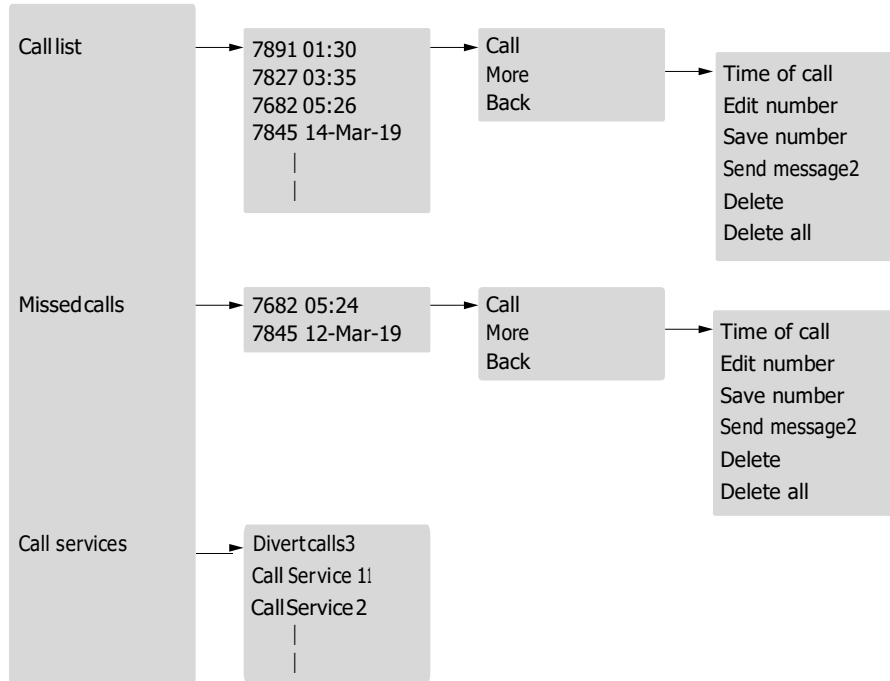 Call list
7891 01:30
7827 03:35
7682 05:26
7845 14-Mar-19
|
|
Call
More
Back
Time of call
Edit number
Save number
Send message2
Delete
Delete all
Missed calls
7682 05:24
7845 12-Mar-19
Call
More
Back
Time of call
Edit number
Save number
Send message2
Delete
Delete all
Call services
Divert calls3
Call Service 11
Call Service 2
|
|